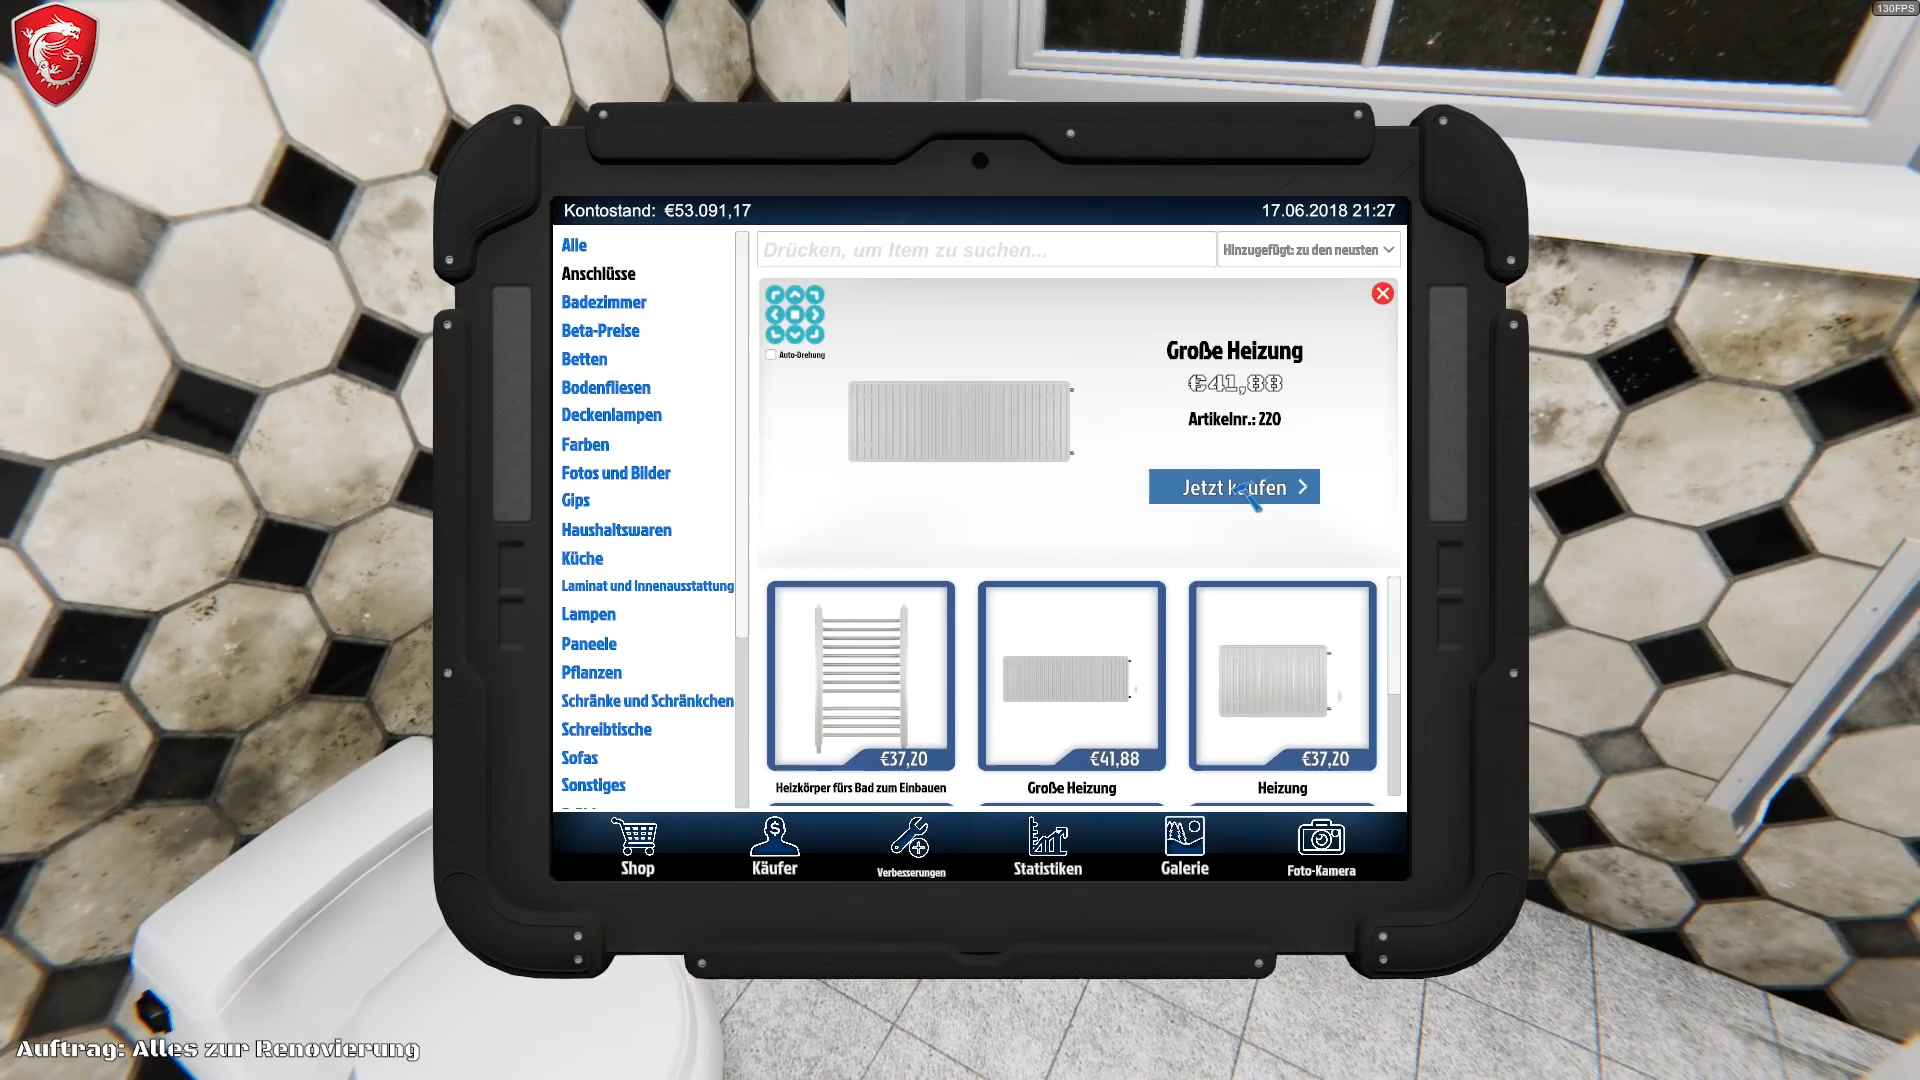 130FPS
Kontostand: €53.091,17
17.06.2018 21:27
Alle
Anschlüsse
Badezimmer
Beta-Preise
Betten
Bodenfliesen
Deckenlampen
Farben
Fotos und Bilder
Gips
Haushaltswaren
Küche
Laminat und Innenausstattung
Lampen
Paneele
Pflanzen
Schränke und Schränkchen
Schreibtische
Sofas
Sonstiges
Drücken, um Item zu suchen...
Hinzugefügt: zu den neusten
Auto-Drehung
Große Heizung
€41,88
Artikelnr.: 220
Jetzt kaufen
€37,20
€41,88
€37,20
Heizkörper fürs Bad zum Einbauen
Große Heizung
Heizung
Shop
Käufer
Verbesserungen
Statistiken
Galerie
Foto-Kamera
Auftrag: Alles zur Renovierung